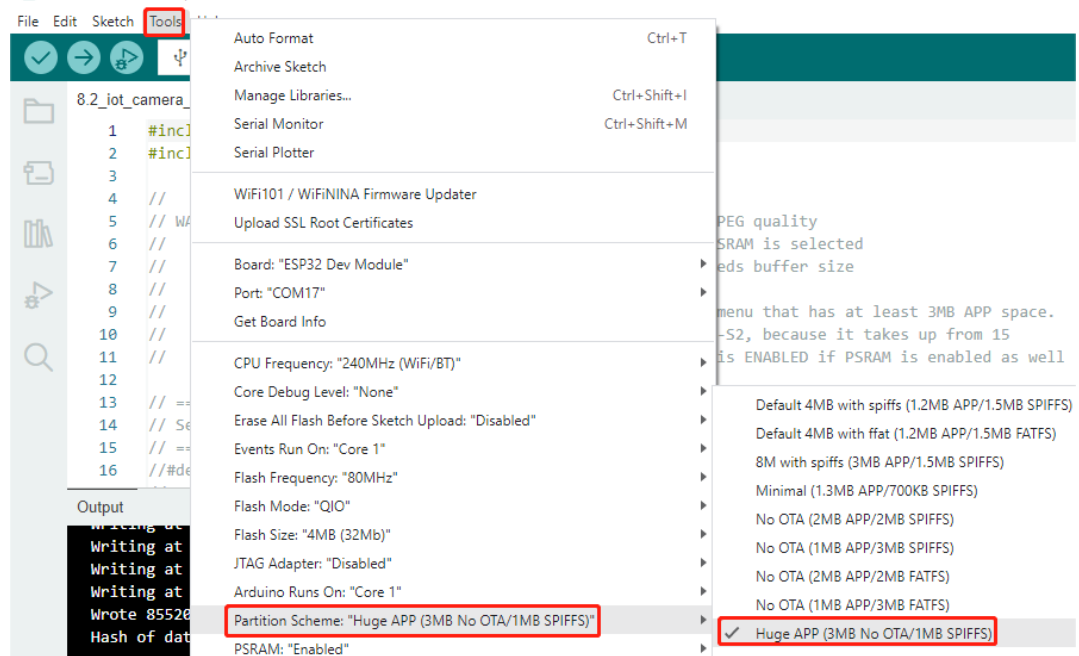 File Edit Sketch Tools
Auto Format Ctrl+T
Archive Sketch
Manage Libraries... Ctrl+Shift+I
Serial Monitor Ctrl+Shift+M
Serial Plotter
WiFi101 / WiFiNINA Firmware Updater
Upload SSL Root Certificates
Board: "ESP32 Dev Module"
Port: "COM17"
Get Board Info
CPU Frequency: "240MHz (WiFi/BT)"
Core Debug Level: "None"
Erase All Flash Before Sketch Upload: "Disabled"
Events Run On: "Core 1"
Flash Frequency: "80MHz"
Flash Mode: "QIO"
Flash Size: "4MB (32Mb)"
JTAG Adapter: "Disabled"
Arduino Runs On: "Core 1"
Partition Scheme: "Huge APP (3MB No OTA/1MB SPIFFS)"
PSRAM: "Enabled"
Default 4MB with spiffs (1.2MB APP/1.5MB SPIFFS)
Default 4MB with ffat (1.2MB APP/1.5MB FATFS)
8M with spiffs (3MB APP/1.5MB SPIFFS)
Minimal (1.3MB APP/700KB SPIFFS)
No OTA (2MB APP/2MB SPIFFS)
No OTA (1MB APP/3MB SPIFFS)
No OTA (2MB APP/2MB FATFS)
No OTA (1MB APP/3MB FATFS)
Huge APP (3MB No OTA/1MB SPIFFS)
8.2_iot_camera_
1 #incl
2 #incl
3
4 //
5 // WA
6 //
7 //
8 //
9 //
10 //
11 //
12
13 // ==
14 // Se
15 // ==
16 //#de
PEG quality
SRAM is selected
eds buffer size
menu that has at least 3MB APP space.
-S2, because it takes up from 15
is ENABLED if PSRAM is enabled as well
Output
Writing at
Writing at
Writing at
Wrote 85520
Hash of dat